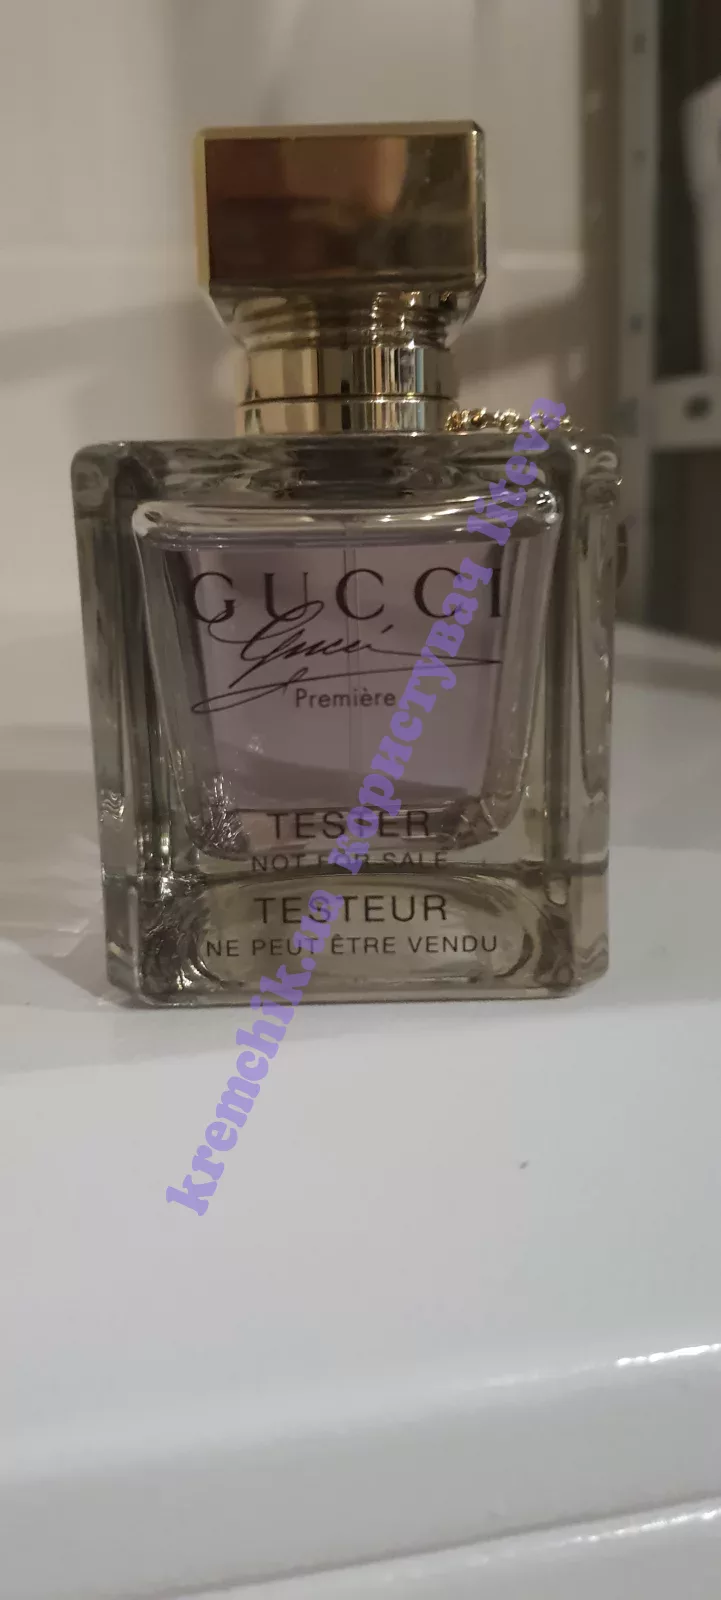 GUCCI
Gucci
Première
TESTER
NOT FOR SALE
TESTEUR
NE PEUT ÊTRE VENDU
kremchik.ua користувач liteva